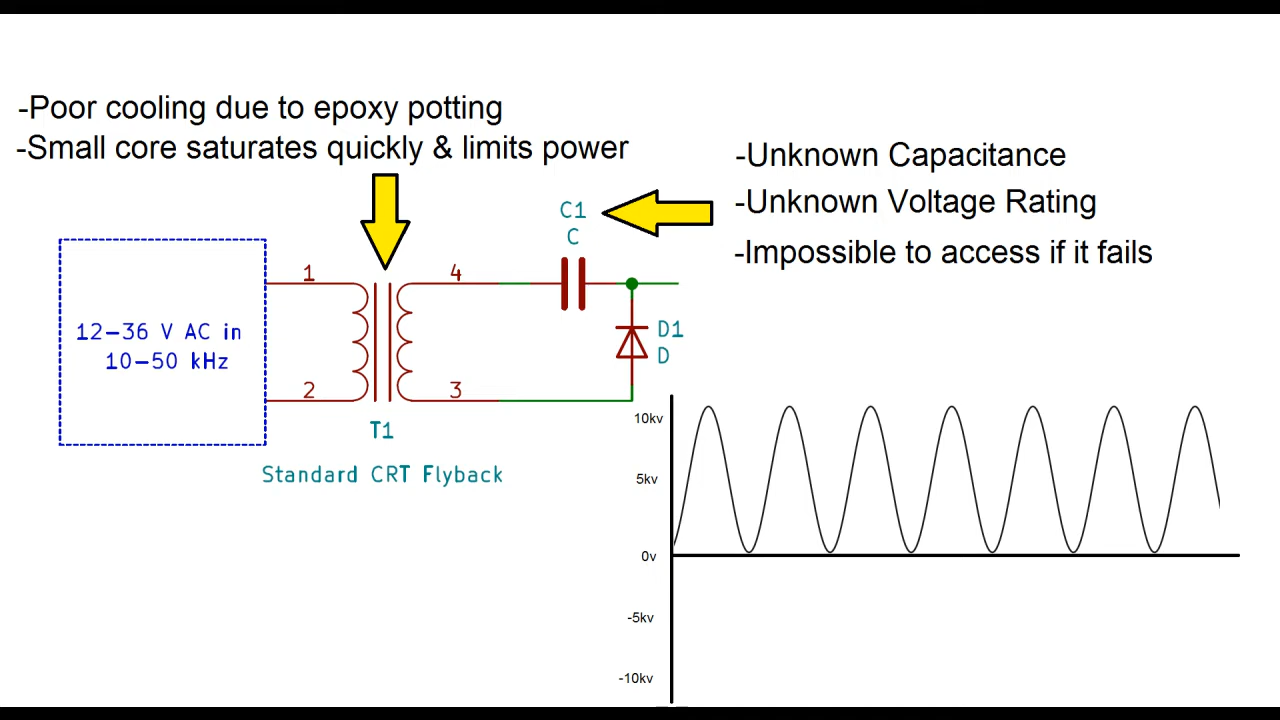 -Poor cooling due to epoxy potting
-Small core saturates quickly & limits power
-Unknown Capacitance
-Unknown Voltage Rating
-Impossible to access if it fails
C1
C
1
4
12–36 V AC in
10–50 kHz
D1
D
2
3
T1
Standard CRT Flyback
10kv
5kv
0v
-5kv
-10kv